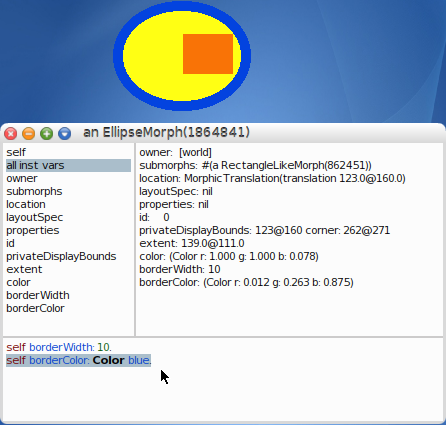 an EllipseMorph(1864841)
self
all inst vars
owner
submorphs
location
layoutSpec
properties
id
privateDisplayBounds
extent
color
borderWidth
borderColor
owner: [world]
submorphs: #(a RectangleLikeMorph(862451))
location: MorphicTranslation(translation 123.0@160.0)
layoutSpec: nil
properties: nil
id: 0
privateDisplayBounds: 123@160 corner: 262@271
extent: 139.0@111.0
color: (Color r: 1.000 g: 1.000 b: 0.078)
borderWidth: 10
borderColor: (Color r: 0.012 g: 0.263 b: 0.875)
self borderWidth: 10.
self borderColor: Color blue.